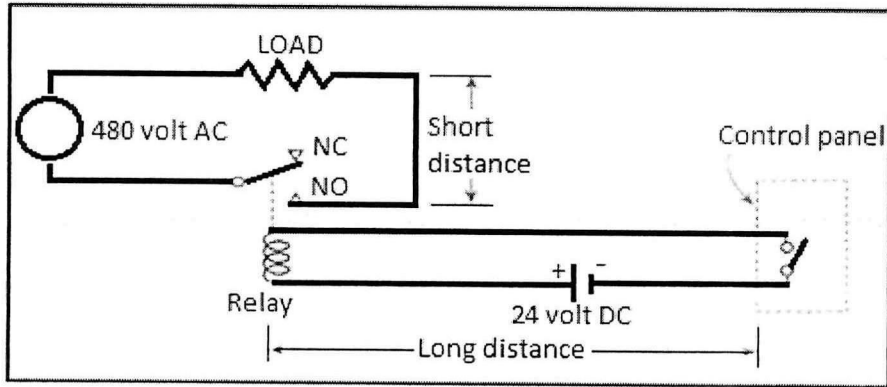 LOAD
480 volt AC
NC
NO
Short
distance
Control panel
Relay
+ -
24 volt DC
Long distance